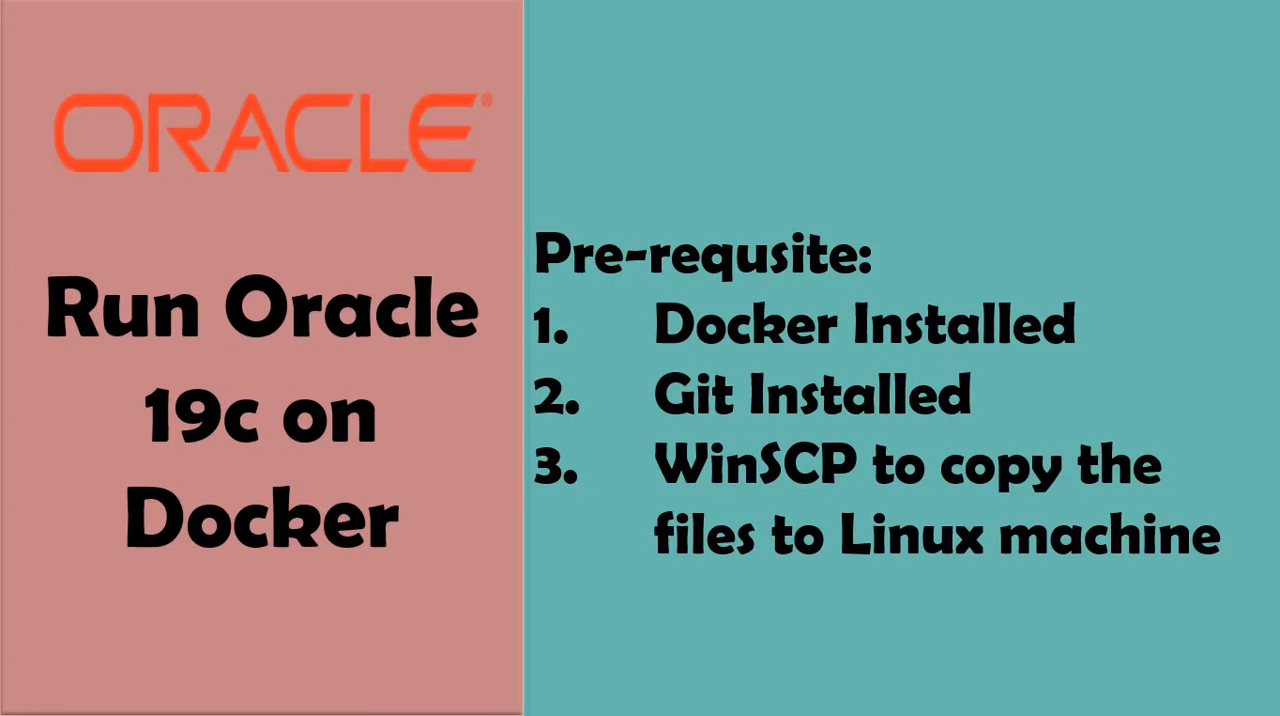 ORACLE®
Run Oracle
19c on
Docker
Pre-requsite:
1. Docker Installed
2. Git Installed
3. WinSCP to copy the
files to Linux machine